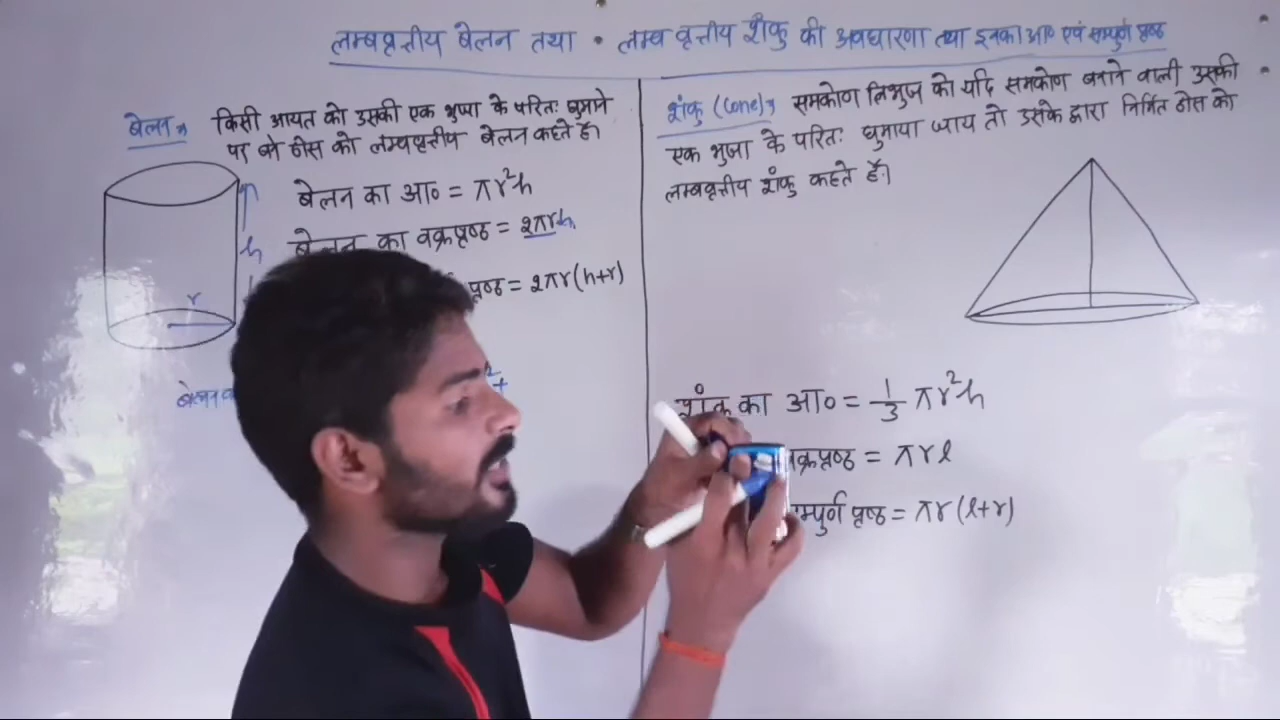 लम्बवृत्तीय बेलन तथा • लम्ब वृत्तीय शंकु की अवधारणा तथा इनका आ० एवं सम्पुर्ण पृष्ठ
बेलन⇒ किसी आयत को उसकी एक भुजा के परितः घुमाने
पर बने ठोस को लम्बवृत्तीय बेलन कहते है।
बेलन का आ० = πr²h
बेलन का वक्रपृष्ठ = 2πrh
पृष्ठ = 2πr(h+r)
h
r
बेलन
शंकु (Cone)⇒ समकोण त्रिभुज को यदि समकोण बनाने वाली उसकी
एक भुजा के परितः घुमाया जाय तो उसके द्वारा निर्मित ठोस को
लम्बवृत्तीय शंकु कहते हैं।
शंकु का आ० = 1/3 πr²h
वक्रपृष्ठ = πrl
म्पुर्ण पृष्ठ = πr(l+r)